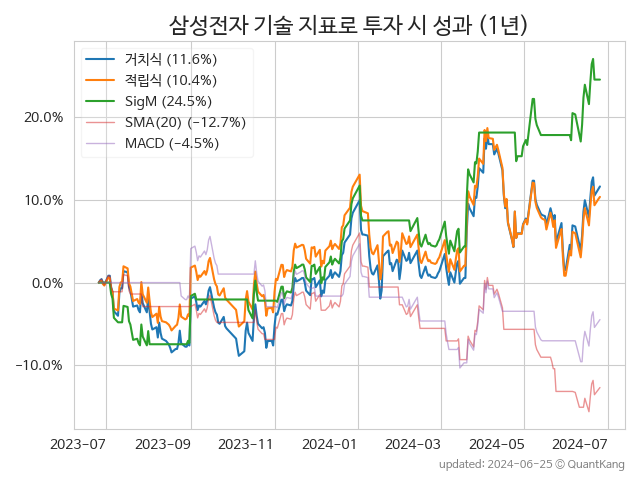 삼성전자 기술 지표로 투자 시 성과 (1년)
거치식 (11.6%)
적립식 (10.4%)
SigM (24.5%)
SMA(20) (−12.7%)
MACD (−4.5%)
20.0%
10.0%
0.0%
−10.0%
2023-07 2023-09 2023-11 2024-01 2024-03 2024-05 2024-07
updated: 2024-06-25 © QuantKang